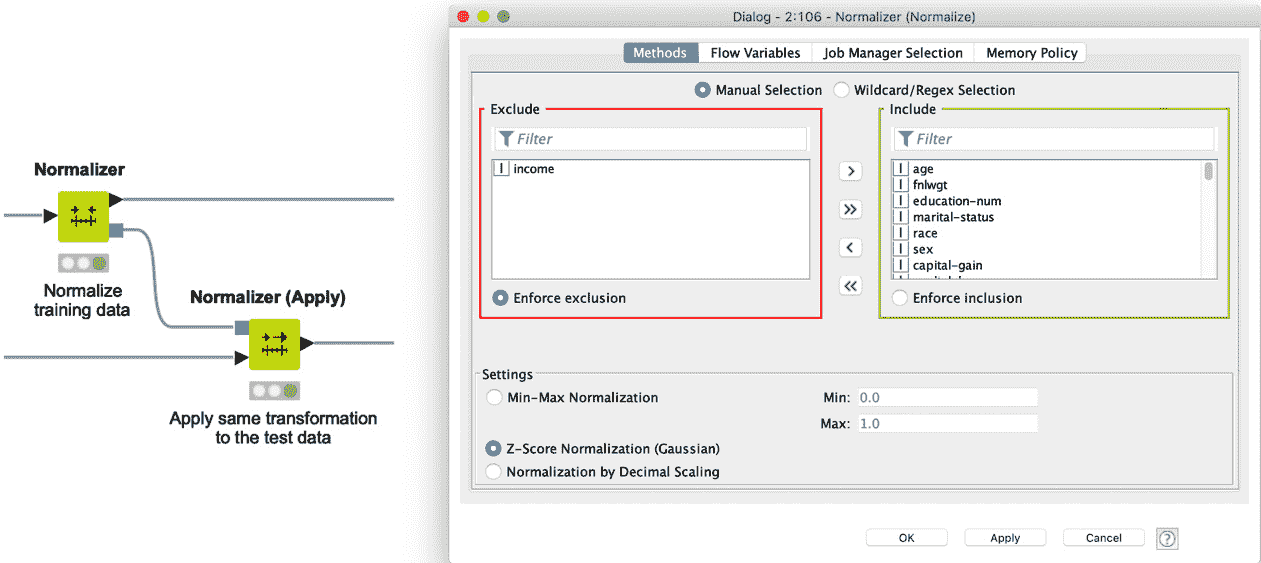 Normalizer
Normalize
training data
Normalizer (Apply)
Apply same transformation
to the test data
Dialog - 2:106 - Normalizer (Normalize)
Methods Flow Variables Job Manager Selection Memory Policy
Manual Selection Wildcard/Regex Selection
Exclude
Filter
I income
Enforce exclusion
>
>>
<
<<
Include
Filter
I age
I fnlwgt
I education-num
I marital-status
I race
I sex
I capital-gain
Enforce inclusion
Settings
Min-Max Normalization Min: 0.0
Max: 1.0
Z-Score Normalization (Gaussian)
Normalization by Decimal Scaling
OK Apply Cancel ?